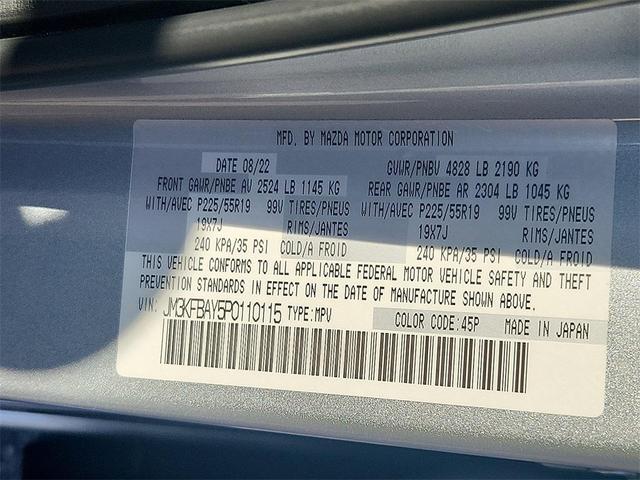 MFD. BY MAZDA MOTOR CORPORATION
DATE 08/22 GVWR/PNBV 4828 LB 2190 KG
FRONT GAWR/PNBE AV 2524 LB 1145 KG REAR GAWR/PNBE AR 2304 LB 1045 KG
WITH/AVEC P225/55R19 99V TIRES/PNEUS WITH/AVEC P225/55R19 99V TIRES/PNEUS
19X7J RIMS/JANTES 19X7J RIMS/JANTES
240 KPA/35 PSI COLD/A FROID 240 KPA/35 PSI COLD/A FROID
THIS VEHICLE CONFORMS TO ALL APPLICABLE FEDERAL MOTOR VEHICLE SAFETY AND THEFT
PREVENTION STANDARDS IN EFFECT ON THE DATE OF MANUFACTURE SHOWN ABOVE.
VIN: JM3KFBAY5P0110115 TYPE:MPV
COLOR CODE:45P MADE IN JAPAN